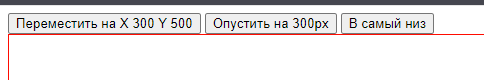 Переместить на X 300 Y 500 Опустить на 300px В самый низ